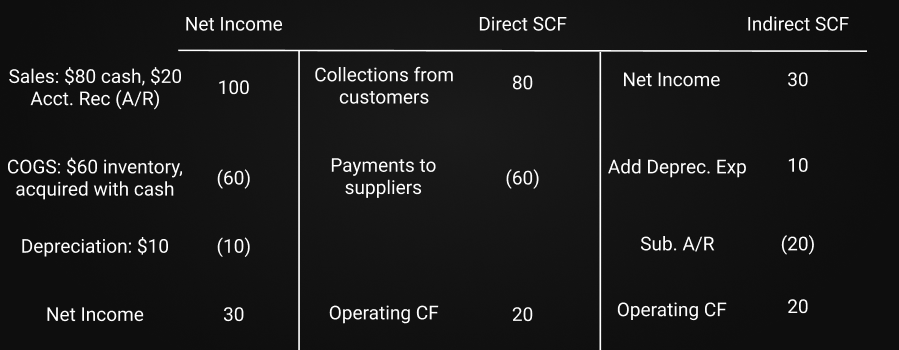 Net Income Direct SCF Indirect SCF
Sales: $80 cash, $20
Acct. Rec (A/R)
100
Collections from
customers
80
Net Income 30
COGS: $60 inventory,
acquired with cash
(60)
Payments to
suppliers
(60)
Add Deprec. Exp 10
Depreciation: $10 (10)
Sub. A/R (20)
Net Income 30
Operating CF 20
Operating CF 20